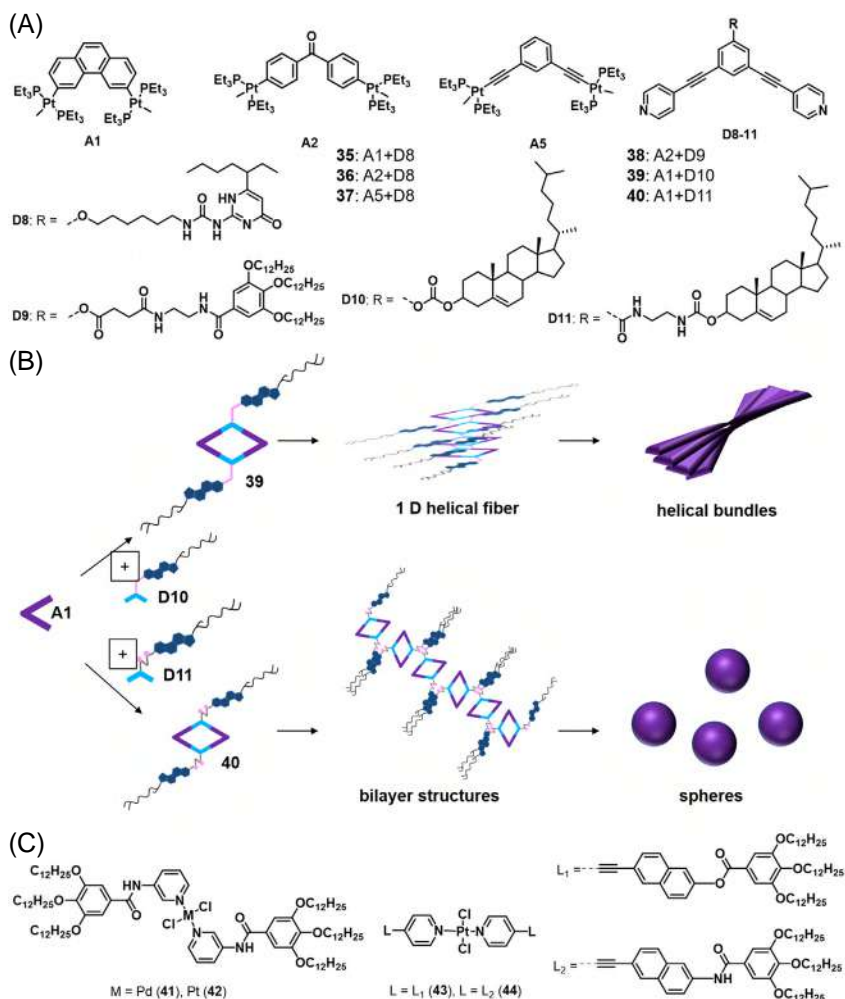 (A)
Et₃P
Pt
PEt₃
PEt₃
Pt
Et₃P
A1
O
Et₃P
Pt
PEt₃
PEt₃
Pt
Et₃P
A2
35: A1+D8
36: A2+D8
37: A5+D8
Et₃P
Pt
PEt₃
PEt₃
Pt
Et₃P
A5
R
N
N
D8-11
38: A2+D9
39: A1+D10
40: A1+D11
D8: R =
O
N
H
O
N
H
HN
N
O
D9: R =
O
O
O
N
H
H
N
O
OC₁₂H₂₅
OC₁₂H₂₅
OC₁₂H₂₅
D10: R =
O
O
O
H
H
H
D11: R =
O
H
N
N
H
O
O
H
H
H
(B)
39
1 D helical fiber
helical bundles
+
D10
A1
+
D11
40
bilayer structures
spheres
(C)
C₁₂H₂₅O
C₁₂H₂₅O
C₁₂H₂₅O
O
NH
N
Cl
M
Cl
N
NH
O
OC₁₂H₂₅
OC₁₂H₂₅
OC₁₂H₂₅
M = Pd (41), Pt (42)
L
N
Cl
Pt
Cl
N
L
L = L₁ (43), L = L₂ (44)
L₁ =
O
O
OC₁₂H₂₅
OC₁₂H₂₅
OC₁₂H₂₅
L₂ =
NH
O
OC₁₂H₂₅
OC₁₂H₂₅
OC₁₂H₂₅